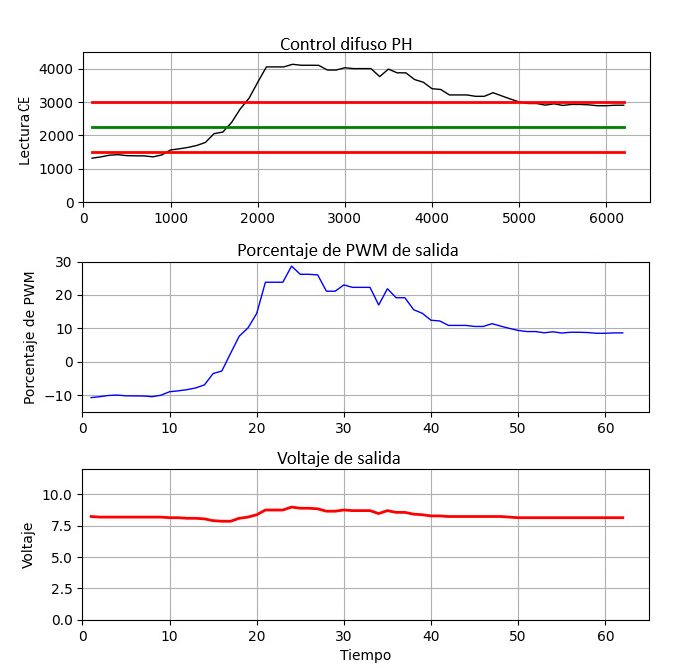 Control difuso PH
4000
3000
2000
1000
0
Lectura CE
0 1000 2000 3000 4000 5000 6000
Porcentaje de PWM de salida
30
20
10
0
−10
Porcentaje de PWM
0 10 20 30 40 50 60
Voltaje de salida
10.0
7.5
5.0
2.5
0.0
Voltaje
0 10 20 30 40 50 60
Tiempo